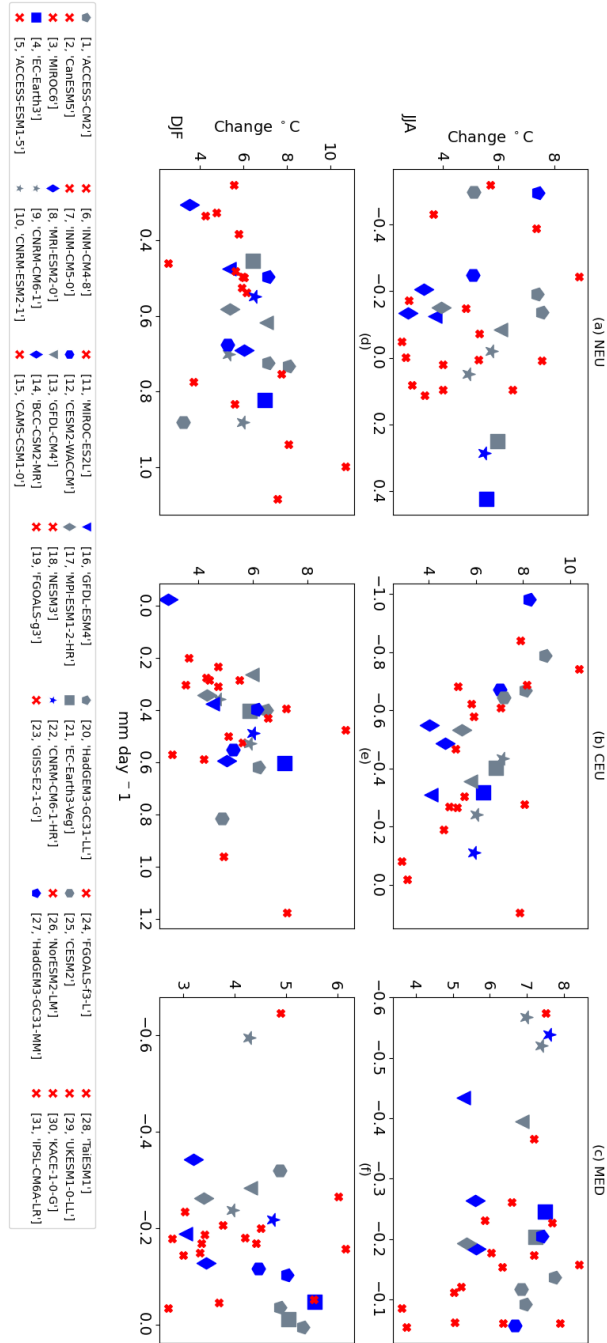 (a) NEU
(b) CEU
(c) MED
JJA
Change °C
8
6
4
10
8
6
4
8
7
6
5
4
−0.4 −0.2 0.0 0.2 0.4
−1.0 −0.8 −0.6 −0.4 −0.2 0.0
−0.6 −0.5 −0.4 −0.3 −0.2 −0.1
(d)
(e)
(f)
DJF
Change °C
10
8
6
4
8
6
4
6
5
4
3
0.4 0.6 0.8 1.0
0.0 0.2 0.4 0.6 0.8 1.0 1.2
−0.6 −0.4 −0.2 0.0
mm day −1
[1, 'ACCESS-CM2']
[2, 'CanESM5']
[3, 'MIROC6']
[4, 'EC-Earth3']
[5, 'ACCESS-ESM1-5']
[6, 'INM-CM4-8']
[7, 'INM-CM5-0']
[8, 'MRI-ESM2-0']
[9, 'CNRM-CM6-1']
[10, 'CNRM-ESM2-1']
[11, 'MIROC-ES2L']
[12, 'CESM2-WACCM']
[13, 'GFDL-CM4']
[14, 'BCC-CSM2-MR']
[15, 'CAMS-CSM1-0']
[16, 'GFDL-ESM4']
[17, 'MPI-ESM1-2-HR']
[18, 'NESM3']
[19, 'FGOALS-g3']
[20, 'HadGEM3-GC31-LL']
[21, 'EC-Earth3-Veg']
[22, 'CNRM-CM6-1-HR']
[23, 'GISS-E2-1-G']
[24, 'FGOALS-f3-L']
[25, 'CESM2']
[26, 'NorESM2-LM']
[27, 'HadGEM3-GC31-MM']
[28, 'TaiESM1']
[29, 'UKESM1-0-LL']
[30, 'KACE-1-0-G']
[31, 'IPSL-CM6A-LR']